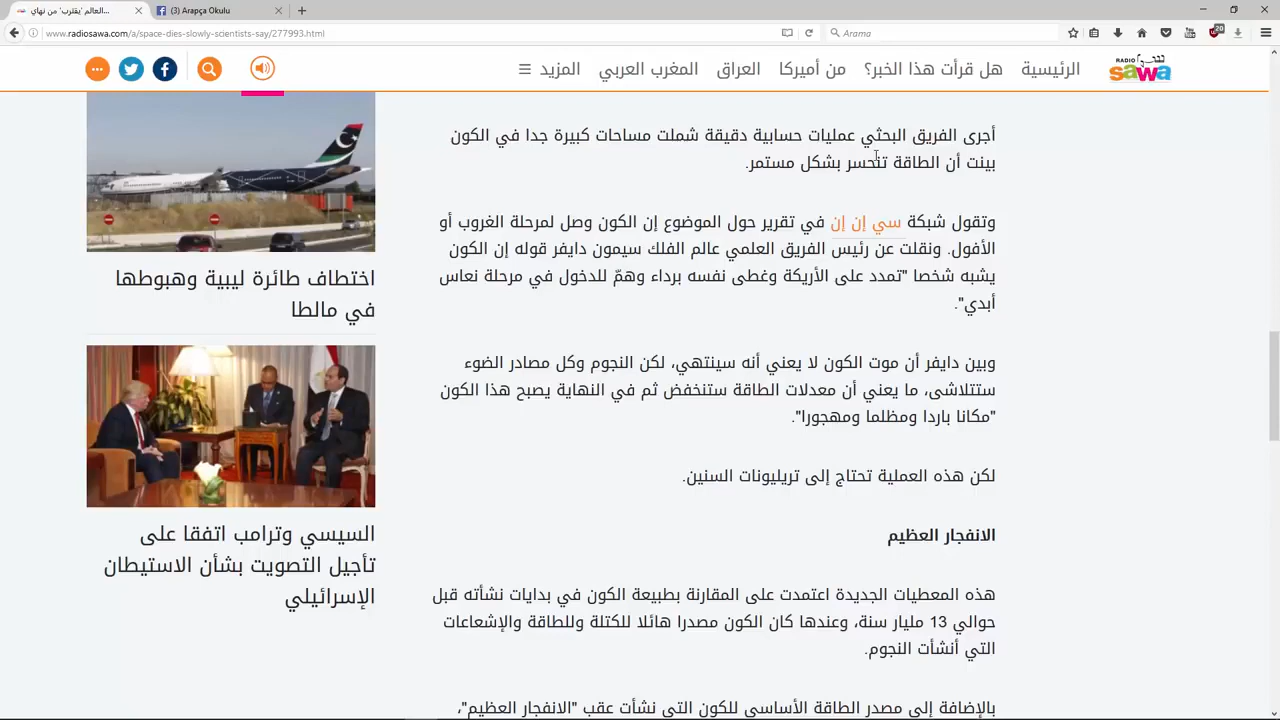 ...العالم 'يقترب' من نهاي
(3) Arapça Okulu
www.radiosawa.com/a/space-dies-slowly-scientists-say/277993.html
Arama
20
RADIO سوا
sawa
الرئيسية
هل قرأت هذا الخبر؟
من أميركا
العراق
المغرب العربي
المزيد
أجرى الفريق البحثي عمليات حسابية دقيقة شملت مساحات كبيرة جدا في الكون
بينت أن الطاقة تنحسر بشكل مستمر.
وتقول شبكة سي إن إن في تقرير حول الموضوع إن الكون وصل لمرحلة الغروب أو
الأفول. ونقلت عن رئيس الفريق العلمي عالم الفلك سيمون دايفر قوله إن الكون
يشبه شخصا "تمدد على الأريكة وغطى نفسه برداء وهمّ للدخول في مرحلة نعاس
أبدي".
وبين دايفر أن موت الكون لا يعني أنه سينتهي، لكن النجوم وكل مصادر الضوء
ستتلاشى، ما يعني أن معدلات الطاقة ستنخفض ثم في النهاية يصبح هذا الكون
"مكانا باردا ومظلما ومهجورا".
لكن هذه العملية تحتاج إلى تريليونات السنين.
الانفجار العظيم
هذه المعطيات الجديدة اعتمدت على المقارنة بطبيعة الكون في بدايات نشأته قبل
حوالي 13 مليار سنة، وعندها كان الكون مصدرا هائلا للكتلة وللطاقة والإشعاعات
التي أنشأت النجوم.
بالإضافة إلى مصدر الطاقة الأساسي للكون التي نشأت عقب "الانفجار العظيم"،
اختطاف طائرة ليبية وهبوطها
في مالطا
السيسي وترامب اتفقا على
تأجيل التصويت بشأن الاستيطان
الإسرائيلي